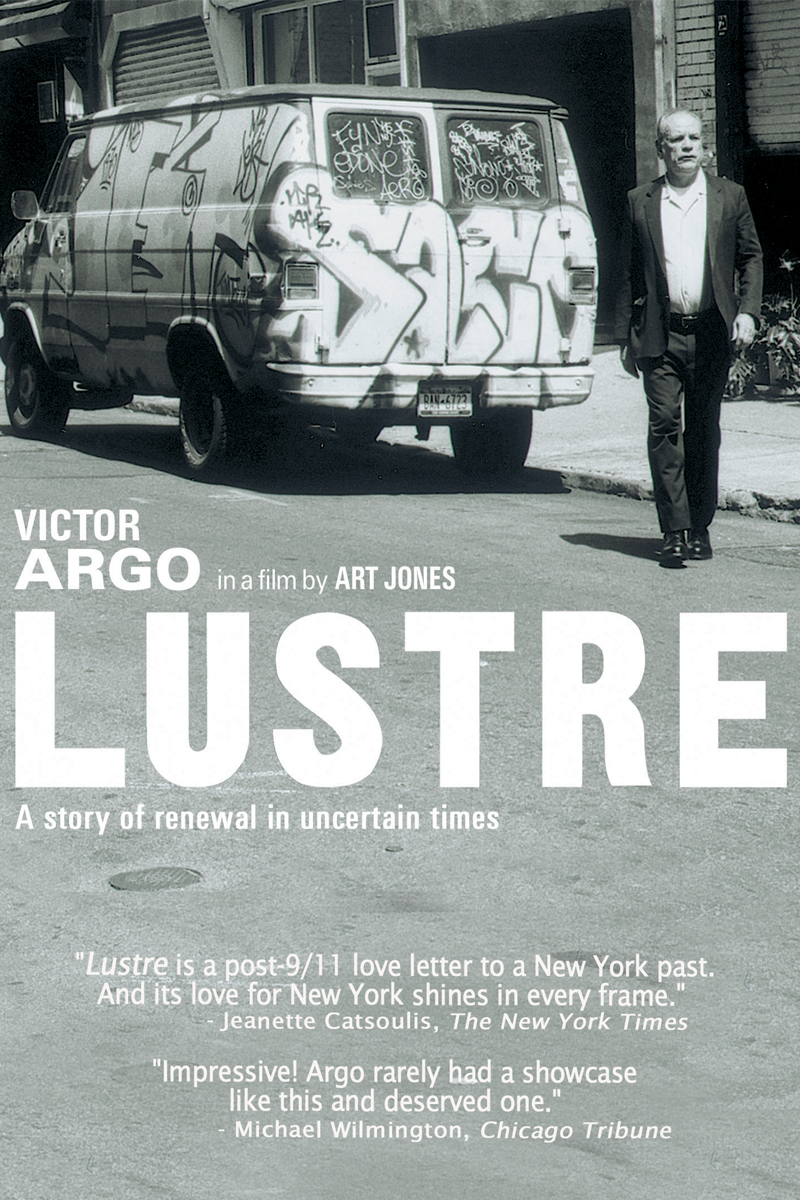 VICTOR
ARGO in a film by ART JONES
LUSTRE
A story of renewal in uncertain times
"Lustre is a post-9/11 love letter to a New York past.
And its love for New York shines in every frame."
- Jeanette Catsoulis, The New York Times
"Impressive! Argo rarely had a showcase
like this and deserved one."
- Michael Wilmington, Chicago Tribune